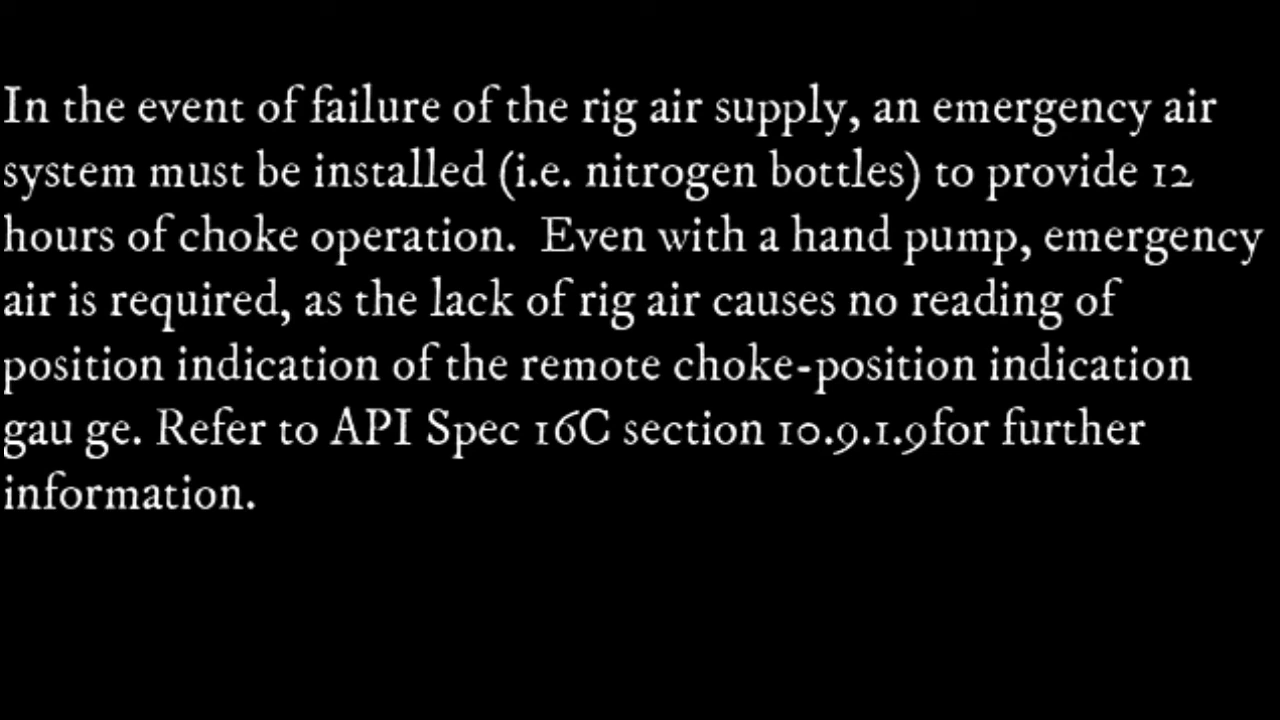 In the event of failure of the rig air supply, an emergency air
system must be installed (i.e. nitrogen bottles) to provide 12
hours of choke operation.  Even with a hand pump, emergency
air is required, as the lack of rig air causes no reading of
position indication of the remote choke-position indication
gau ge. Refer to API Spec 16C section 10.9.1.9for further
information.